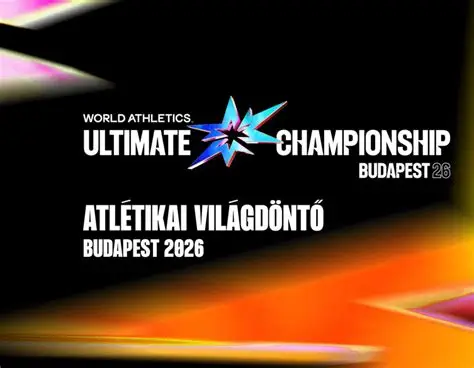 WORLD ATHLETICS
ULTIMATE CHAMPIONSHIP
BUDAPEST 26
ATLÉTIKAI VILÁGDÖNTŐ
BUDAPEST 2026